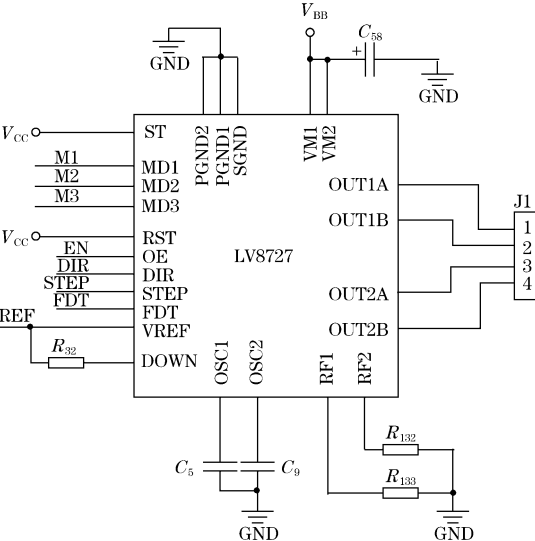 V_BB
C_58
+
GND
GND
V_CC
ST
PGND2
PGND1
SGND
VM1
VM2
M1
MD1
M2
MD2
M3
MD3
OUT1A
J1
OUT1B
1
V_CC
RST
2
EN
OE
LV8727
3
DIR
DIR
4
STEP
STEP
OUT2A
FDT
FDT
REF
VREF
OUT2B
R_32
DOWN
OSC1
OSC2
RF1
RF2
R_132
C_5
C_9
R_133
GND
GND